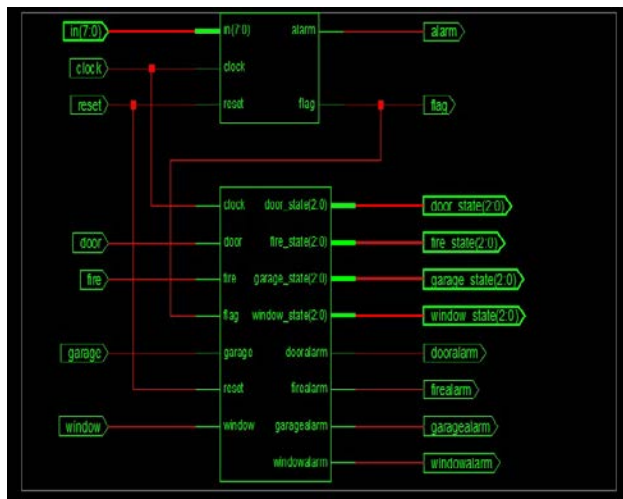 in(7:0) in(7:0) alarm alarm
clock clock
reset reset flag flag
clock door_state(2:0) door_state(2:0)
door door fire_state(2:0) fire_state(2:0)
fire fire garage_state(2:0) garage_state(2:0)
flag window_state(2:0) window_state(2:0)
garage garage dooralarm dooralarm
reset firealarm firealarm
window window garagealarm garagealarm
windowalarm windowalarm